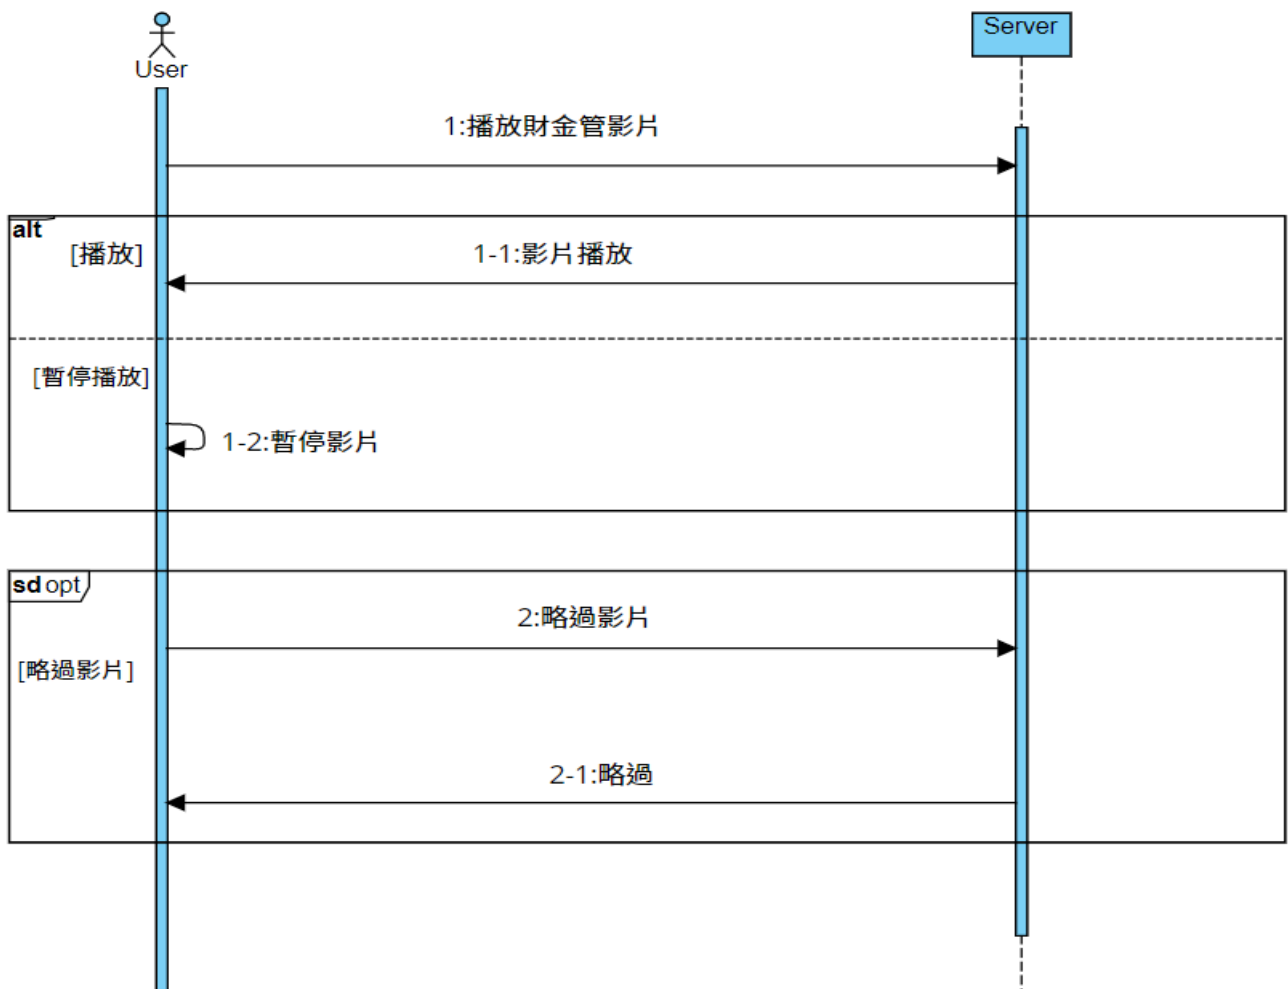 User
Server
1:播放財金管影片
alt
[播放]
1-1:影片播放
[暫停播放]
1-2:暫停影片
sd opt
2:略過影片
[略過影片]
2-1:略過